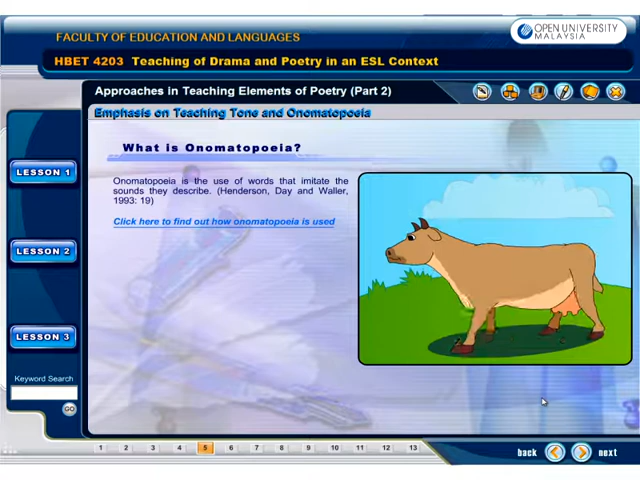 OPEN UNIVERSITY
MALAYSIA
FACULTY OF EDUCATION AND LANGUAGES
HBET 4203 Teaching of Drama and Poetry in an ESL Context
Approaches in Teaching Elements of Poetry (Part 2)
Emphasis on Teaching Tone and Onomatopoeia
What is Onomatopoeia?
LESSON 1
Onomatopoeia is the use of words that imitate the
sounds they describe. (Henderson, Day and Waller,
1993: 19)
Click here to find out how onomatopoeia is used
LESSON 2
LESSON 3
Keyword Search
GO
1 2 3 4 5 6 7 8 9 10 11 12 13
back next